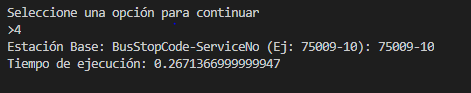 Seleccione una opción para continuar
>4
Estación Base: BusStopCode-ServiceNo (Ej: 75009-10): 75009-10
Tiempo de ejecución: 0.2671366999999947